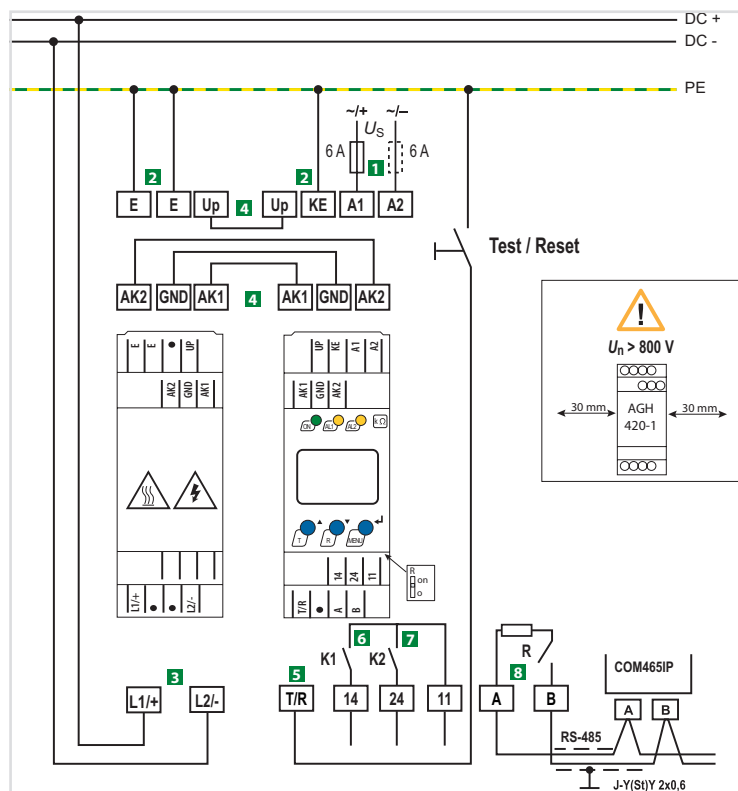 DC +
DC -
PE
~/+ ~/–
US
6 A 1 6 A
2 2
E E Up 4 Up KE A1 A2
Test / Reset
AK2 GND AK1 4 AK1 GND AK2
E E UP
AK2 GND AK1
UP KE A1 A2
AK1 GND AK2
ON AL1 AL2 kΩ
T R MENU
L1/+ L2/-
14 24 11
T/R A B
R
on
o
!
Un > 800 V
30 mm AGH 30 mm
420-1
3
L1/+ L2/-
6 7
K1 K2
5
T/R 14 24 11
R
8
A B
COM465IP
A B
RS-485
J-Y(St)Y 2x0,6